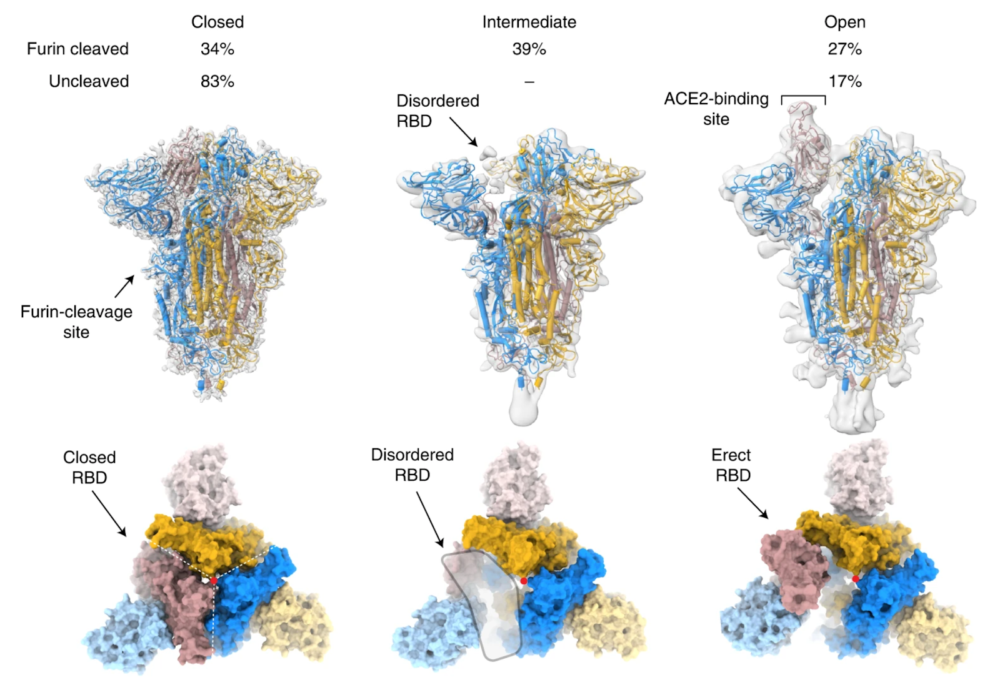 Closed Intermediate Open
Furin cleaved 34% 39% 27%
Uncleaved 83% – 17%
Disordered
RBD
ACE2-binding
site
Furin-cleavage
site
Closed
RBD
Disordered
RBD
Erect
RBD